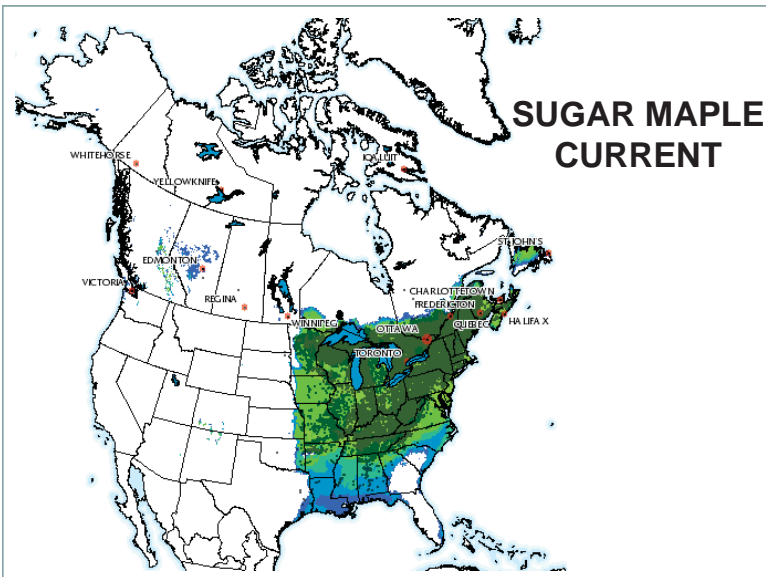 SUGAR MAPLE
CURRENT
WHITEHORSE
IQALUIT
YELLOWKNIFE
ST JOHN'S
EDMONTON
VICTORIA
CHARLOTTETOWN
REGINA
FREDERICTON
WINNIPEG
OTTAWA
QUEBEC
HALIFAX
TORONTO